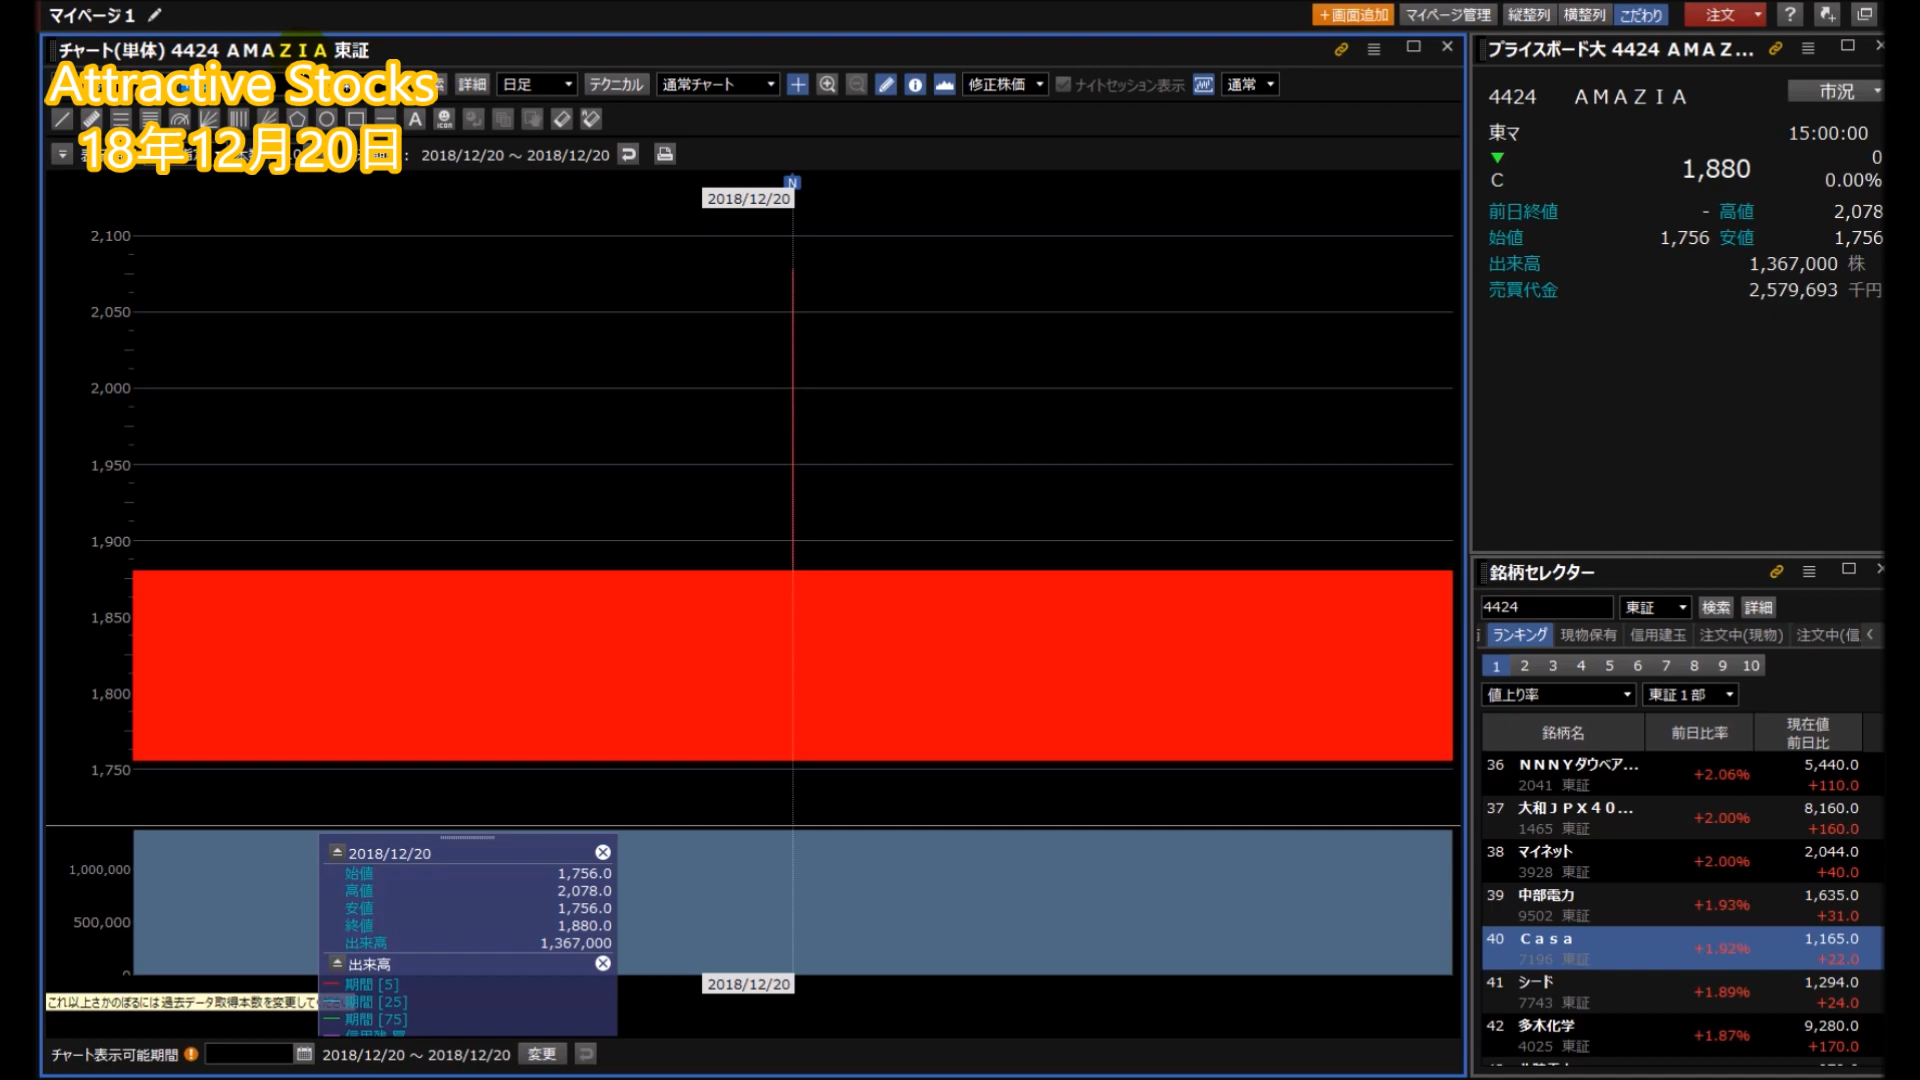 マイページ１
＋画面追加 マイページ管理 縦整列 横整列 こだわり 注文 ?
チャート(単体) 4424 ＡＭＡＺＩＡ 東証
Attractive Stocks
18年12月20日
詳細 日足 テクニカル 通常チャート 修正株価 ナイトセッション表示 通常
A ICON
2018/12/20 ～ 2018/12/20
N
2018/12/20
2,100
2,050
2,000
1,950
1,900
1,850
1,800
1,750
1,000,000
500,000
0
2018/12/20
始値 1,756.0
高値 2,078.0
安値 1,756.0
終値 1,880.0
出来高 1,367,000
出来高
期間 [5]
期間 [25]
期間 [75]
2018/12/20
これ以上さかのぼるには過去データ取得本数を変更して
チャート表示可能期間 2018/12/20 ～ 2018/12/20 変更
プライスボード大 4424 ＡＭＡＺ...
市況
4424 ＡＭＡＺＩＡ
東マ 15:00:00
▼ 1,880 0
C 0.00%
前日終値 - 高値 2,078
始値 1,756 安値 1,756
出来高 1,367,000 株
売買代金 2,579,693 千円
銘柄セレクター
4424 東証 検索 詳細
ランキング 現物保有 信用建玉 注文中(現物) 注文中(信
1 2 3 4 5 6 7 8 9 10
値上り率 東証１部
銘柄名 前日比率 現在値
前日比
36 ＮＮＮＹダウベア... +2.06% 5,440.0
2041 東証 +110.0
37 大和ＪＰＸ４０... +2.00% 8,160.0
1465 東証 +160.0
38 マイネット +2.00% 2,044.0
3928 東証 +40.0
39 中部電力 +1.93% 1,635.0
9502 東証 +31.0
40 Ｃａｓａ +1.92% 1,165.0
7196 東証 +22.0
41 シード +1.89% 1,294.0
7743 東証 +24.0
42 多木化学 +1.87% 9,280.0
4025 東証 +170.0